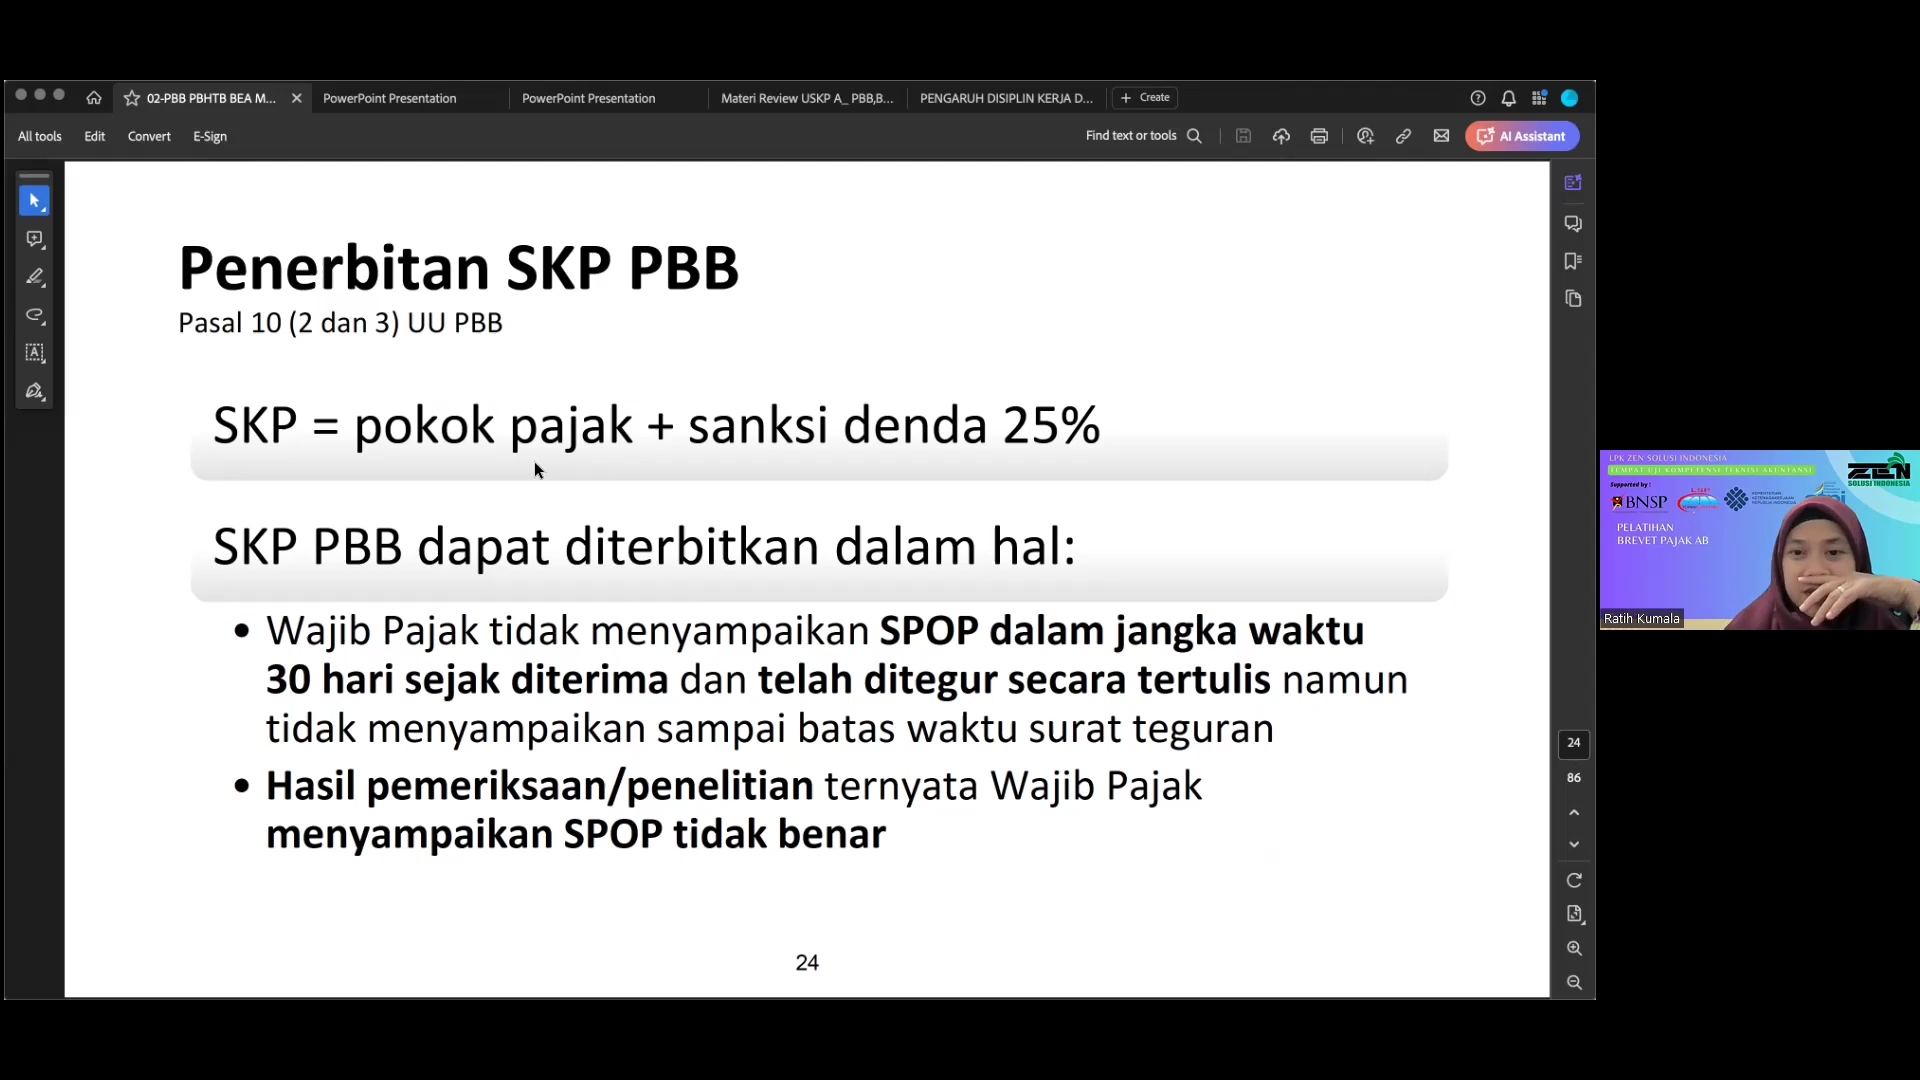 02-PBB PBHTB BEA M...
PowerPoint Presentation
PowerPoint Presentation
Materi Review USKP A_ PBB,B...
PENGARUH DISIPLIN KERJA D...
+ Create
All tools
Edit
Convert
E-Sign
Find text or tools
AI Assistant
Penerbitan SKP PBB
Pasal 10 (2 dan 3) UU PBB
SKP = pokok pajak + sanksi denda 25%
SKP PBB dapat diterbitkan dalam hal:
• Wajib Pajak tidak menyampaikan SPOP dalam jangka waktu
30 hari sejak diterima dan telah ditegur secara tertulis namun
tidak menyampaikan sampai batas waktu surat teguran
• Hasil pemeriksaan/penelitian ternyata Wajib Pajak
menyampaikan SPOP tidak benar
24
24
86
LPK ZEN SOLUSI INDONESIA
TEMPAT UJI KOMPETENSI TEKNISI AKUNTANSI
Supported by :
BNSP
ZEN
SOLUSI INDONESIA
PELATIHAN
BREVET PAJAK AB
Ratih Kumala